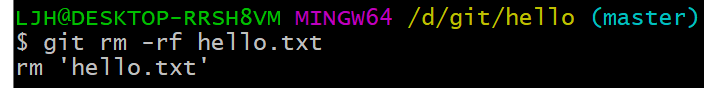 LJH@DESKTOP-RRSH8VM MINGW64 /d/git/hello (master)
$ git rm -rf hello.txt
rm 'hello.txt'